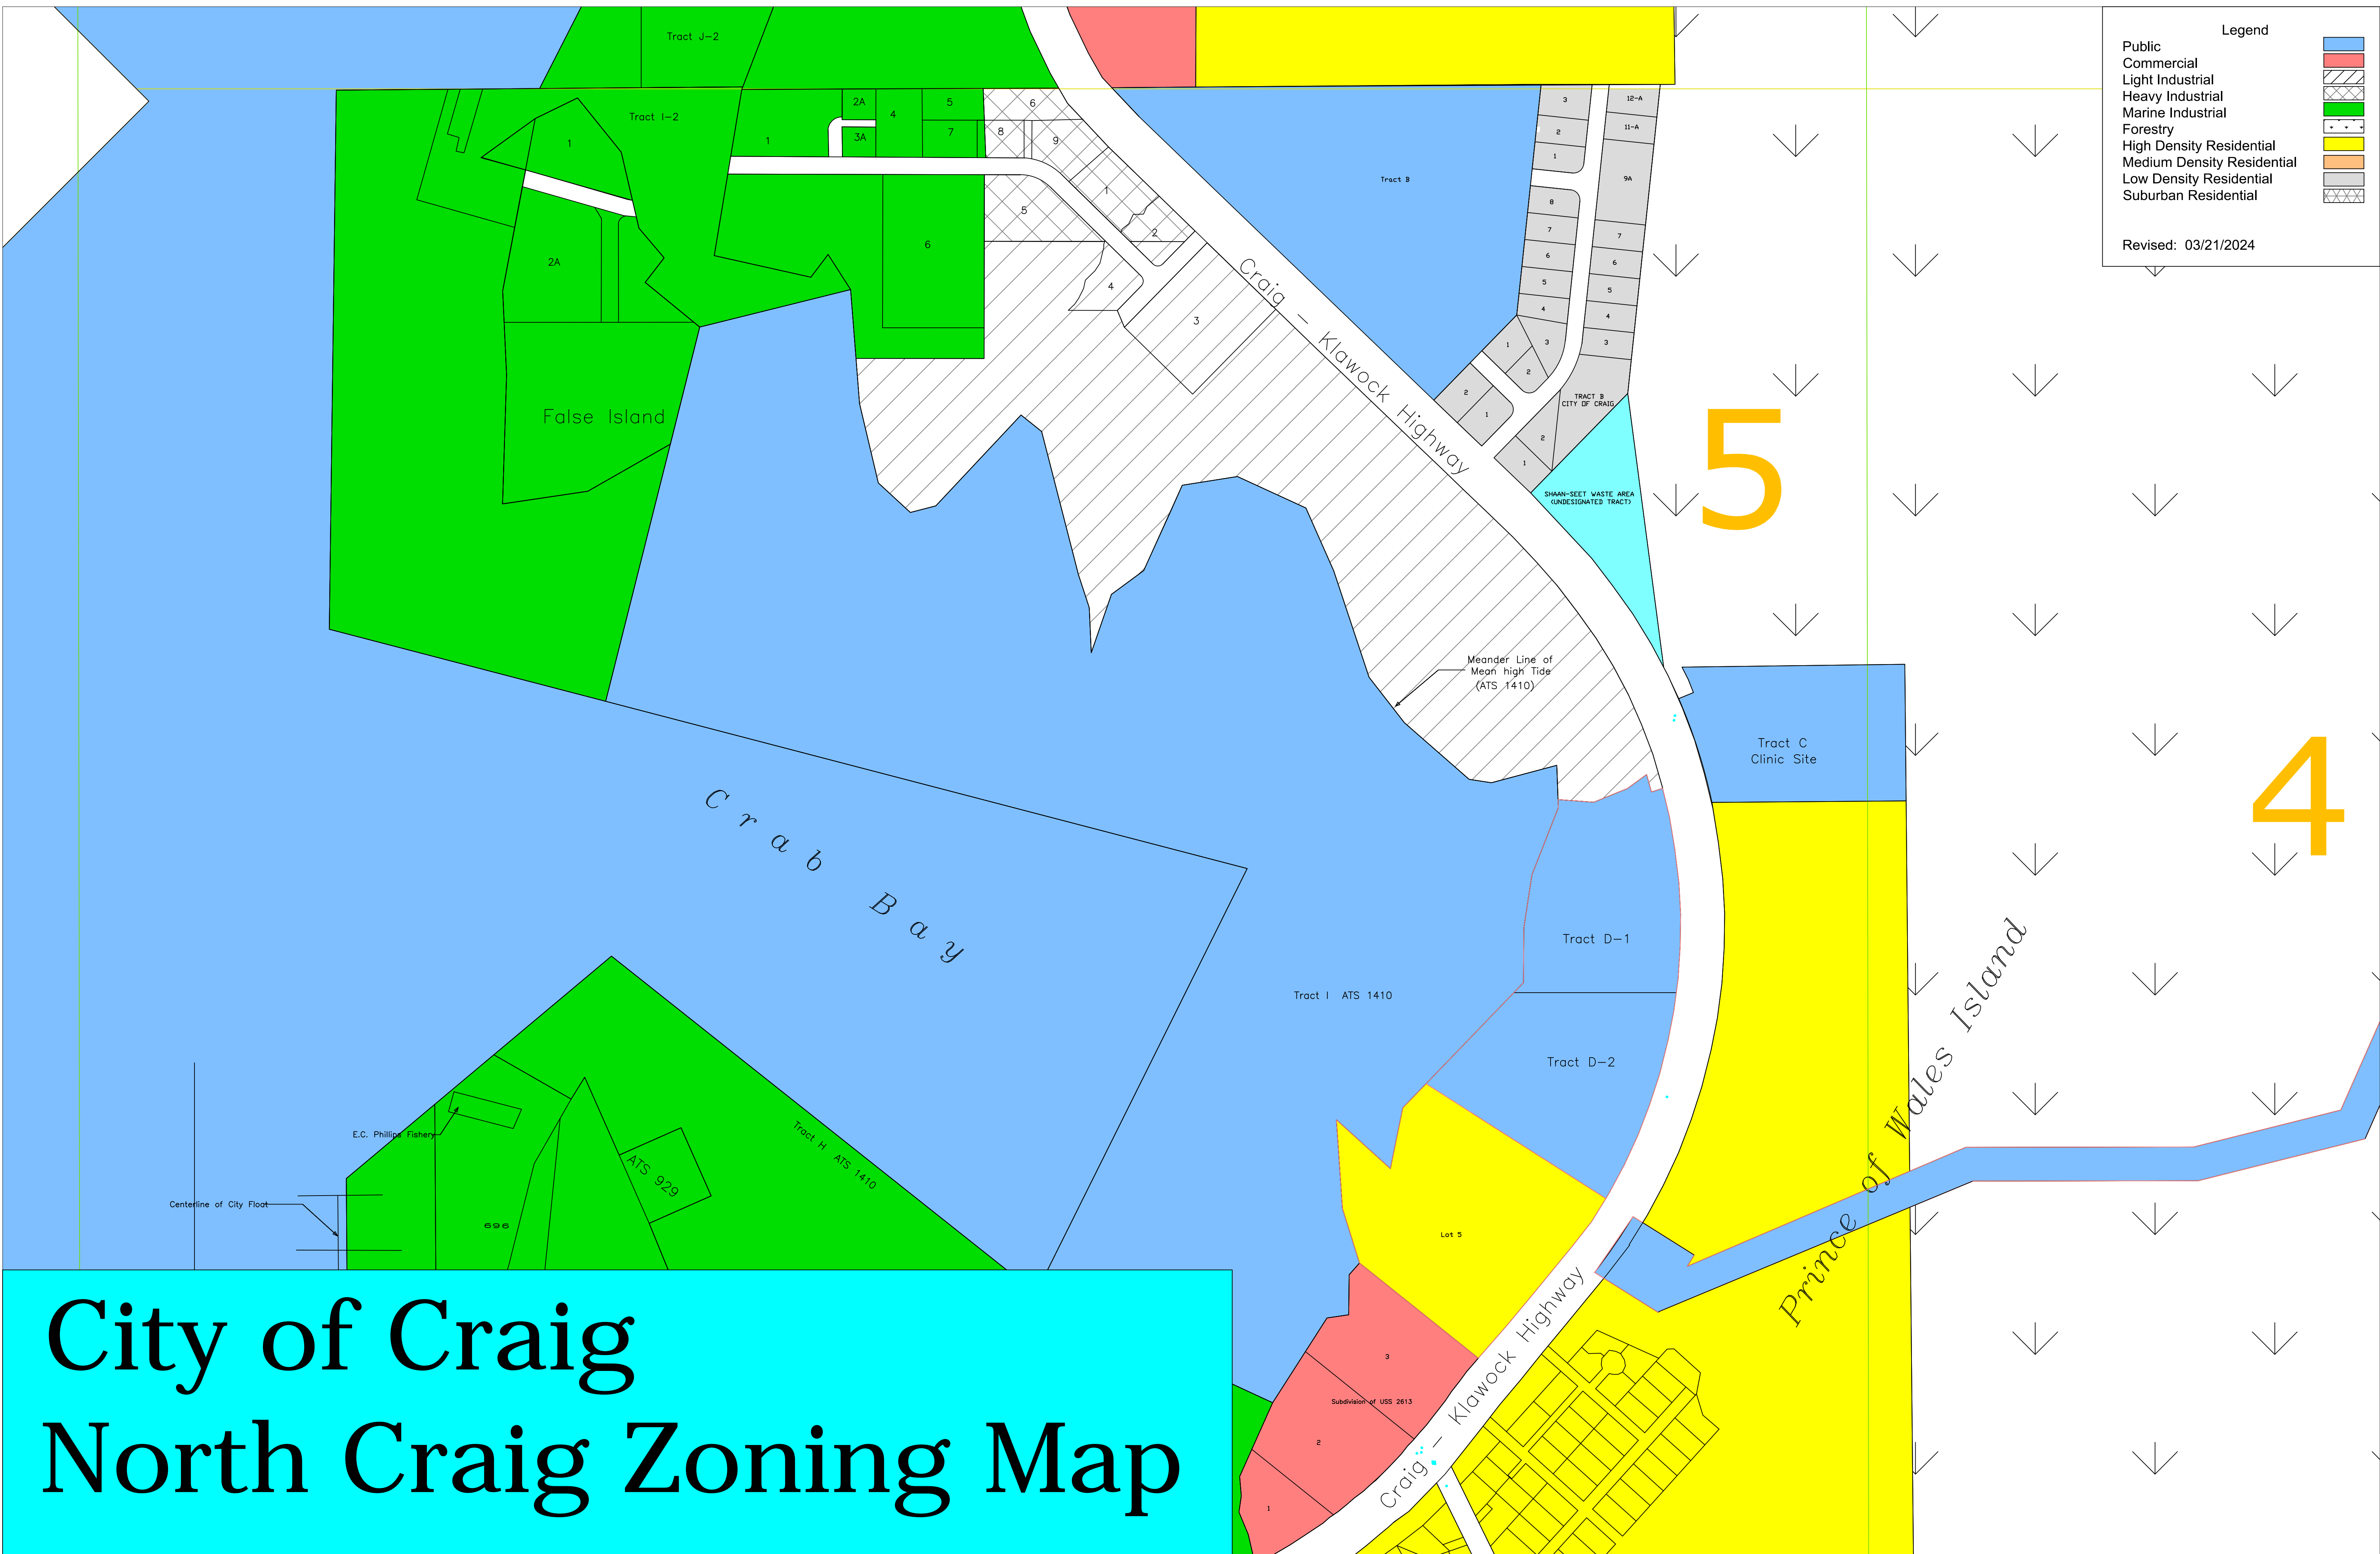 Legend
Public
Commercial
Light Industrial
Heavy Industrial
Marine Industrial
Forestry
High Density Residential
Medium Density Residential
Low Density Residential
Suburban Residential
Revised: 03/21/2024
Tract J-2
Tract I-2
1
2A
False Island
1
2A
3A
4
5
7
6
6
8
9
5
1
2
4
3
Craig - Klawock Highway
Tract B
3
2
1
8
7
6
5
4
3
1
2
2
1
12-A
11-A
9A
7
6
5
4
3
TRACT B
CITY OF CRAIG
2
1
SHAAN-SEET WASTE AREA
(UNDESIGNATED TRACT)
5
4
Meander Line of
Mean high Tide
(ATS 1410)
Tract C
Clinic Site
Crab Bay
Tract D-1
Tract I ATS 1410
Tract D-2
Prince of Wales Island
E.C. Phillips Fishery
Centerline of City Float
696
ATS 929
Tract H ATS 1410
Lot 5
3
Subdivision of USS 2613
2
1
Craig - Klawock Highway
City of Craig
North Craig Zoning Map